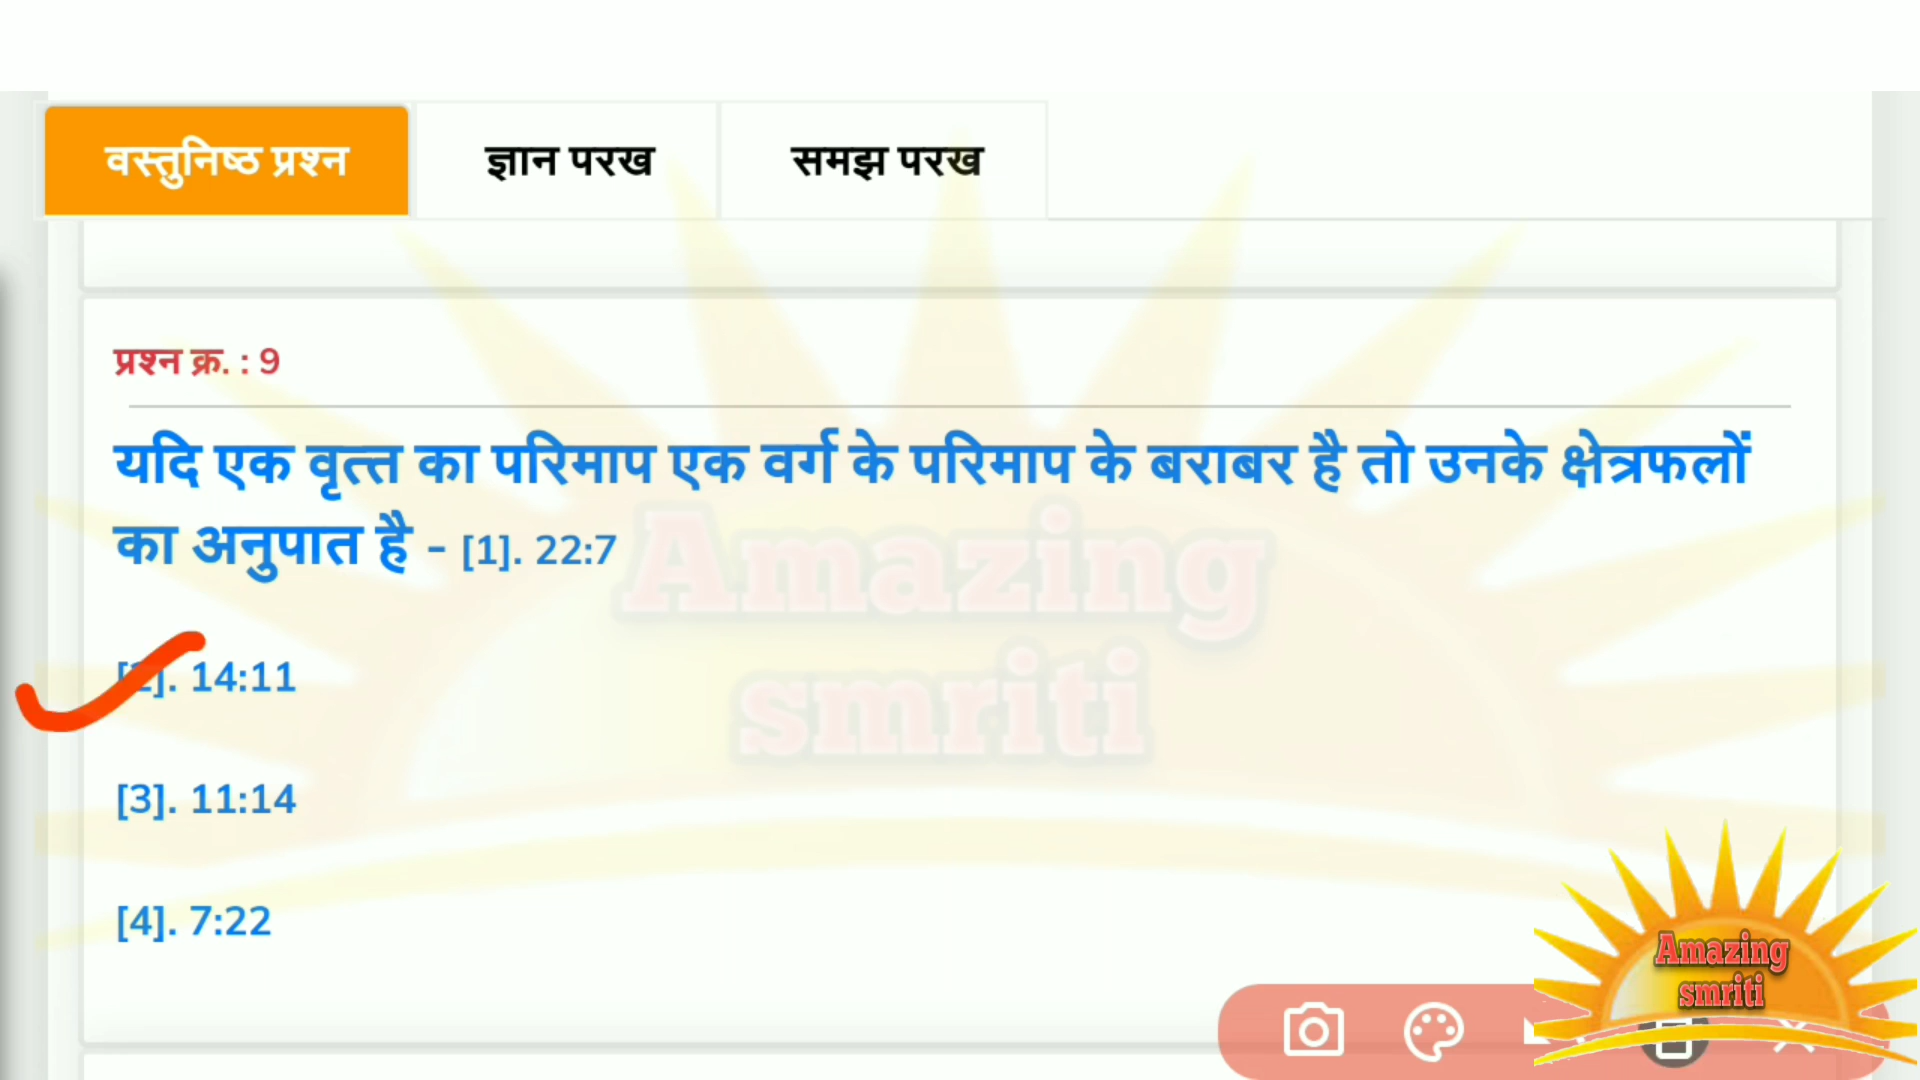 वस्तुनिष्ठ प्रश्न
ज्ञान परख
समझ परख
प्रश्न क्र. : 9
यदि एक वृत्त का परिमाप एक वर्ग के परिमाप के बराबर है तो उनके क्षेत्रफलों
का अनुपात है - [1]. 22:7
[2]. 14:11
[3]. 11:14
[4]. 7:22
Amazing
smriti
Amazing
smriti